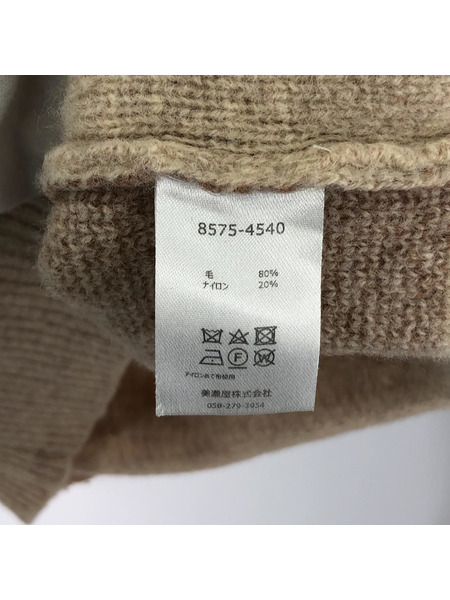 8575-4540
毛 80%
ナイロン 20%
アイロンあて布使用
美濃屋株式会社
058-279-3954